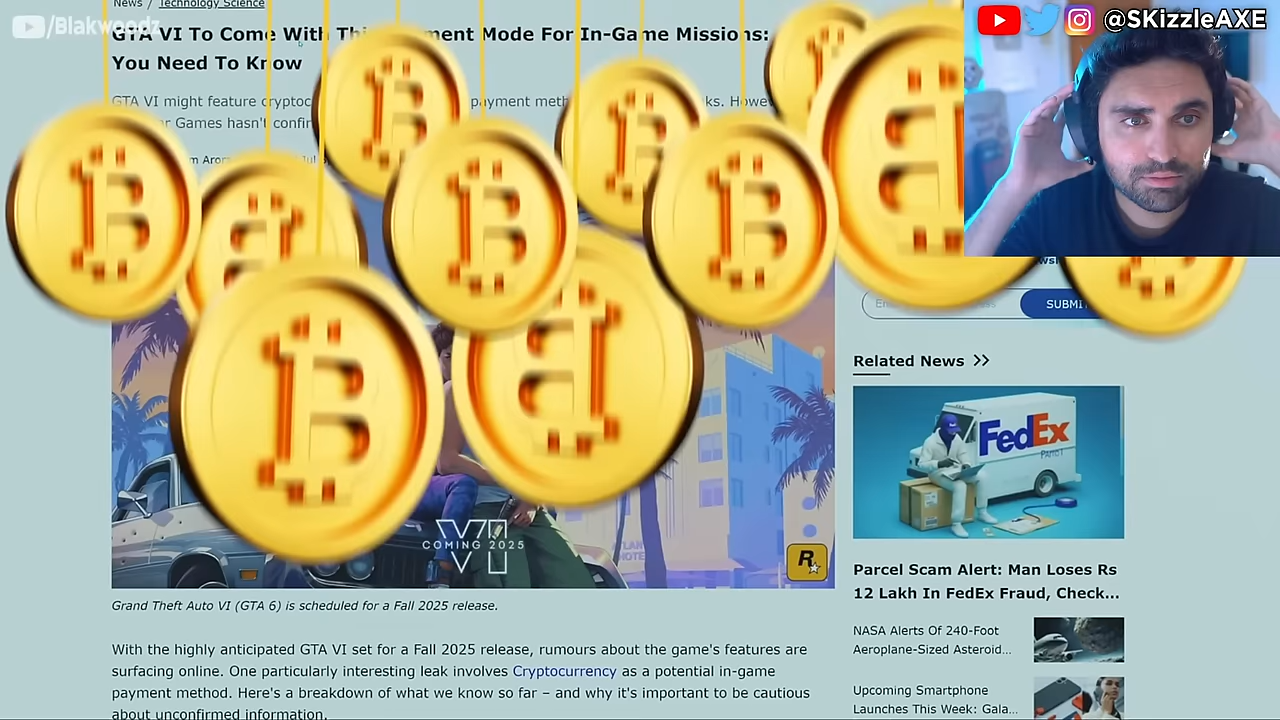 /Blakwoodz
News / Technology Science
GTA VI To Come With This ment Mode For In-Game Missions:
You Need To Know
GTA VI might feature cryptoc payment meth ks. Howe
r Games hasn't confir
@SKizzleAXE
SUBMI
Related News >>
FedEx
Parcel Scam Alert: Man Loses Rs
12 Lakh In FedEx Fraud, Check...
NASA Alerts Of 240-Foot
Aeroplane-Sized Asteroid...
Upcoming Smartphone
Launches This Week: Gala...
VI
COMING 2025
R
Grand Theft Auto VI (GTA 6) is scheduled for a Fall 2025 release.
With the highly anticipated GTA VI set for a Fall 2025 release, rumours about the game's features are
surfacing online. One particularly interesting leak involves Cryptocurrency as a potential in-game
payment method. Here's a breakdown of what we know so far – and why it's important to be cautious
about unconfirmed information.